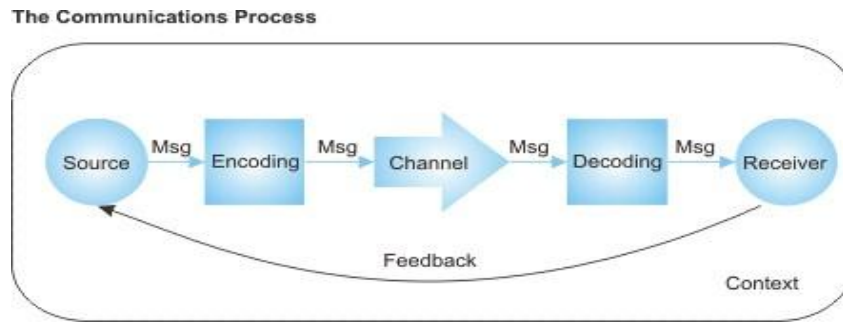 The Communications Process
Source
Msg
Encoding
Msg
Channel
Msg
Decoding
Msg
Receiver
Feedback
Context